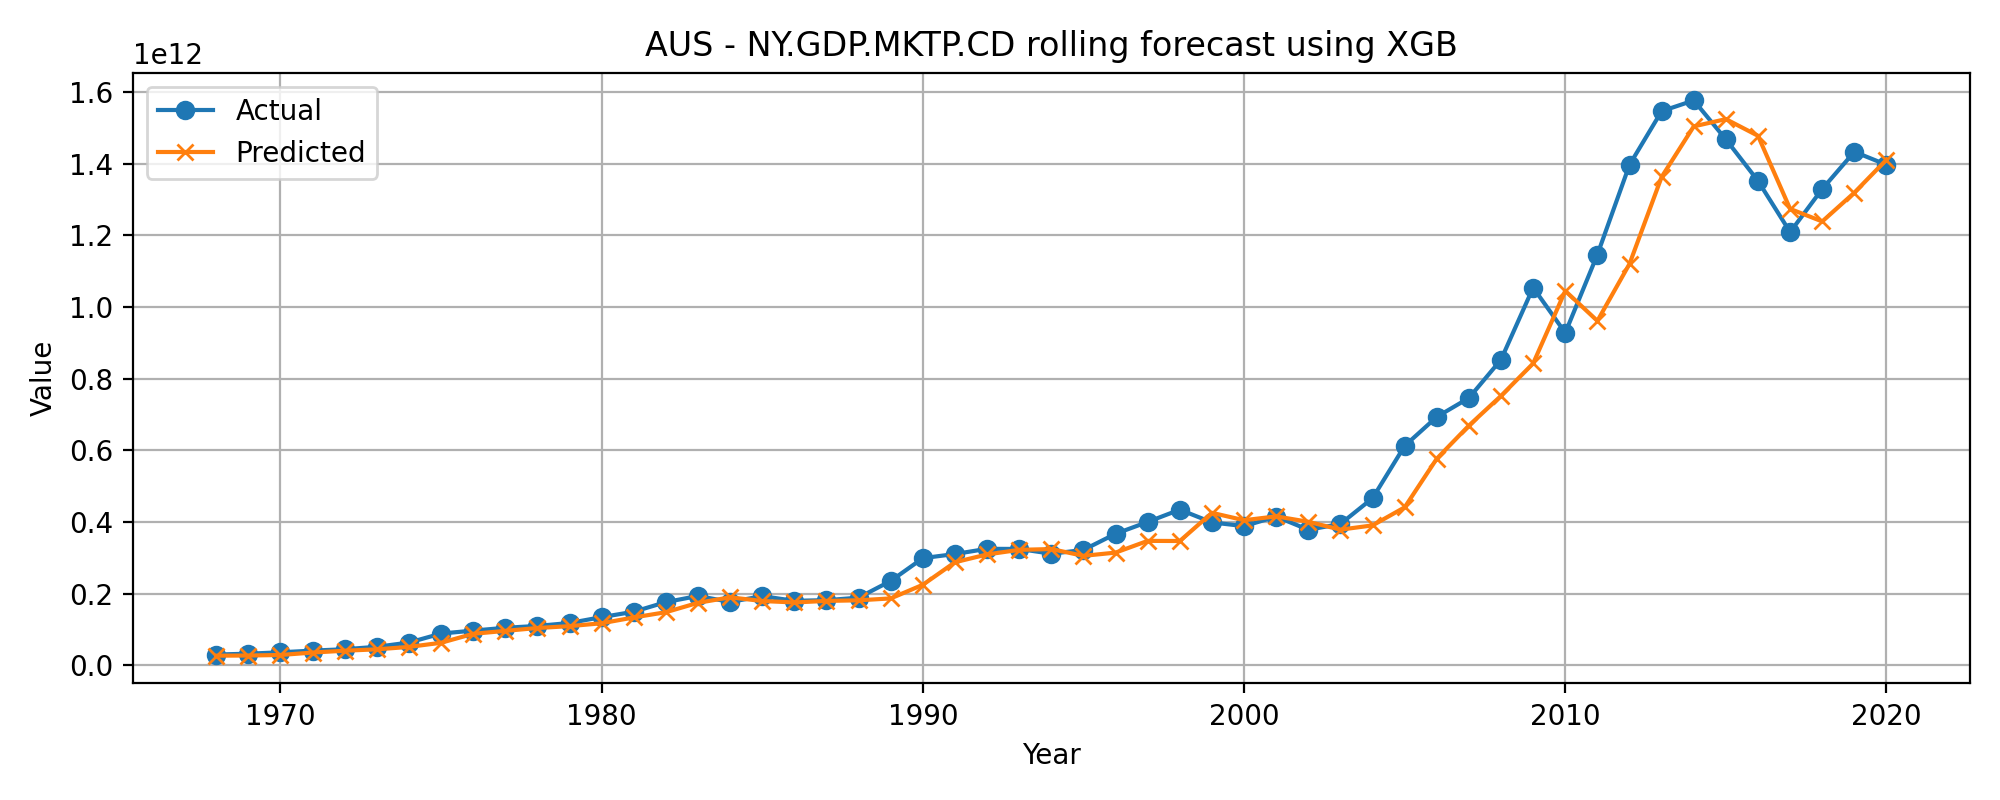 AUS - NY.GDP.MKTP.CD rolling forecast using XGB
1e12
Actual
Predicted
1.6
1.4
1.2
1.0
0.8
0.6
0.4
0.2
0.0
Value
1970 1980 1990 2000 2010 2020
Year